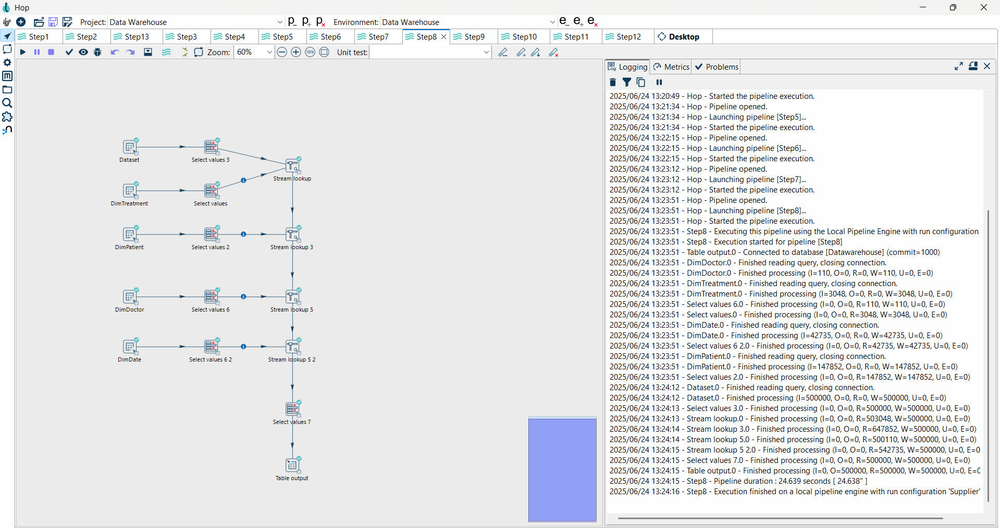 Hop
Project: Data Warehouse
Environment: Data Warehouse
Step1 Step2 Step13 Step3 Step4 Step5 Step6 Step7 Step8 Step9 Step10 Step11 Step12 Desktop
Zoom: 60% 100% Unit test:
Dataset
Select values 3
Stream lookup
DimTreatment
Select values
DimPatient
Select values 2
Stream lookup 3
DimDoctor
Select values 6
Stream lookup 5
DimDate
Select values 6 2
Stream lookup 5 2
Select values 7
Table output
Logging Metrics Problems
2025/06/24 13:20:49 - Hop - Started the pipeline execution.
2025/06/24 13:21:34 - Hop - Pipeline opened.
2025/06/24 13:21:34 - Hop - Launching pipeline [Step5]...
2025/06/24 13:21:34 - Hop - Started the pipeline execution.
2025/06/24 13:22:15 - Hop - Pipeline opened.
2025/06/24 13:22:15 - Hop - Launching pipeline [Step6]...
2025/06/24 13:22:15 - Hop - Started the pipeline execution.
2025/06/24 13:23:12 - Hop - Pipeline opened.
2025/06/24 13:23:12 - Hop - Launching pipeline [Step7]...
2025/06/24 13:23:12 - Hop - Started the pipeline execution.
2025/06/24 13:23:51 - Hop - Pipeline opened.
2025/06/24 13:23:51 - Hop - Launching pipeline [Step8]...
2025/06/24 13:23:51 - Hop - Started the pipeline execution.
2025/06/24 13:23:51 - Step8 - Executing this pipeline using the Local Pipeline Engine with run configuration
2025/06/24 13:23:51 - Step8 - Execution started for pipeline [Step8]
2025/06/24 13:23:51 - Table output.0 - Connected to database [Datawarehouse] (commit=1000)
2025/06/24 13:23:51 - DimDoctor.0 - Finished reading query, closing connection.
2025/06/24 13:23:51 - DimDoctor.0 - Finished processing (I=110, O=0, R=0, W=110, U=0, E=0)
2025/06/24 13:23:51 - DimTreatment.0 - Finished reading query, closing connection.
2025/06/24 13:23:51 - DimTreatment.0 - Finished processing (I=3048, O=0, R=0, W=3048, U=0, E=0)
2025/06/24 13:23:51 - Select values 6.0 - Finished processing (I=0, O=0, R=110, W=110, U=0, E=0)
2025/06/24 13:23:51 - Select values.0 - Finished processing (I=0, O=0, R=3048, W=3048, U=0, E=0)
2025/06/24 13:23:51 - DimDate.0 - Finished reading query, closing connection.
2025/06/24 13:23:51 - DimDate.0 - Finished processing (I=42735, O=0, R=0, W=42735, U=0, E=0)
2025/06/24 13:23:51 - Select values 6 2.0 - Finished processing (I=0, O=0, R=42735, W=42735, U=0, E=0)
2025/06/24 13:23:51 - DimPatient.0 - Finished reading query, closing connection.
2025/06/24 13:23:51 - DimPatient.0 - Finished processing (I=147852, O=0, R=0, W=147852, U=0, E=0)
2025/06/24 13:23:51 - Select values 2.0 - Finished processing (I=0, O=0, R=147852, W=147852, U=0, E=0)
2025/06/24 13:24:12 - Dataset.0 - Finished reading query, closing connection.
2025/06/24 13:24:12 - Dataset.0 - Finished processing (I=500000, O=0, R=0, W=500000, U=0, E=0)
2025/06/24 13:24:13 - Select values 3.0 - Finished processing (I=0, O=0, R=500000, W=500000, U=0, E=0)
2025/06/24 13:24:13 - Stream lookup.0 - Finished processing (I=0, O=0, R=503048, W=500000, U=0, E=0)
2025/06/24 13:24:14 - Stream lookup 3.0 - Finished processing (I=0, O=0, R=647852, W=500000, U=0, E=0)
2025/06/24 13:24:14 - Stream lookup 5.0 - Finished processing (I=0, O=0, R=500110, W=500000, U=0, E=0)
2025/06/24 13:24:15 - Stream lookup 5 2.0 - Finished processing (I=0, O=0, R=542735, W=500000, U=0, E=0
2025/06/24 13:24:15 - Select values 7.0 - Finished processing (I=0, O=0, R=500000, W=500000, U=0, E=0)
2025/06/24 13:24:15 - Table output.0 - Finished processing (I=0, O=500000, R=500000, W=500000, U=0, E=0
2025/06/24 13:24:15 - Step8 - Pipeline duration : 24.639 seconds [ 24.638" ]
2025/06/24 13:24:16 - Step8 - Execution finished on a local pipeline engine with run configuration 'Supplier'